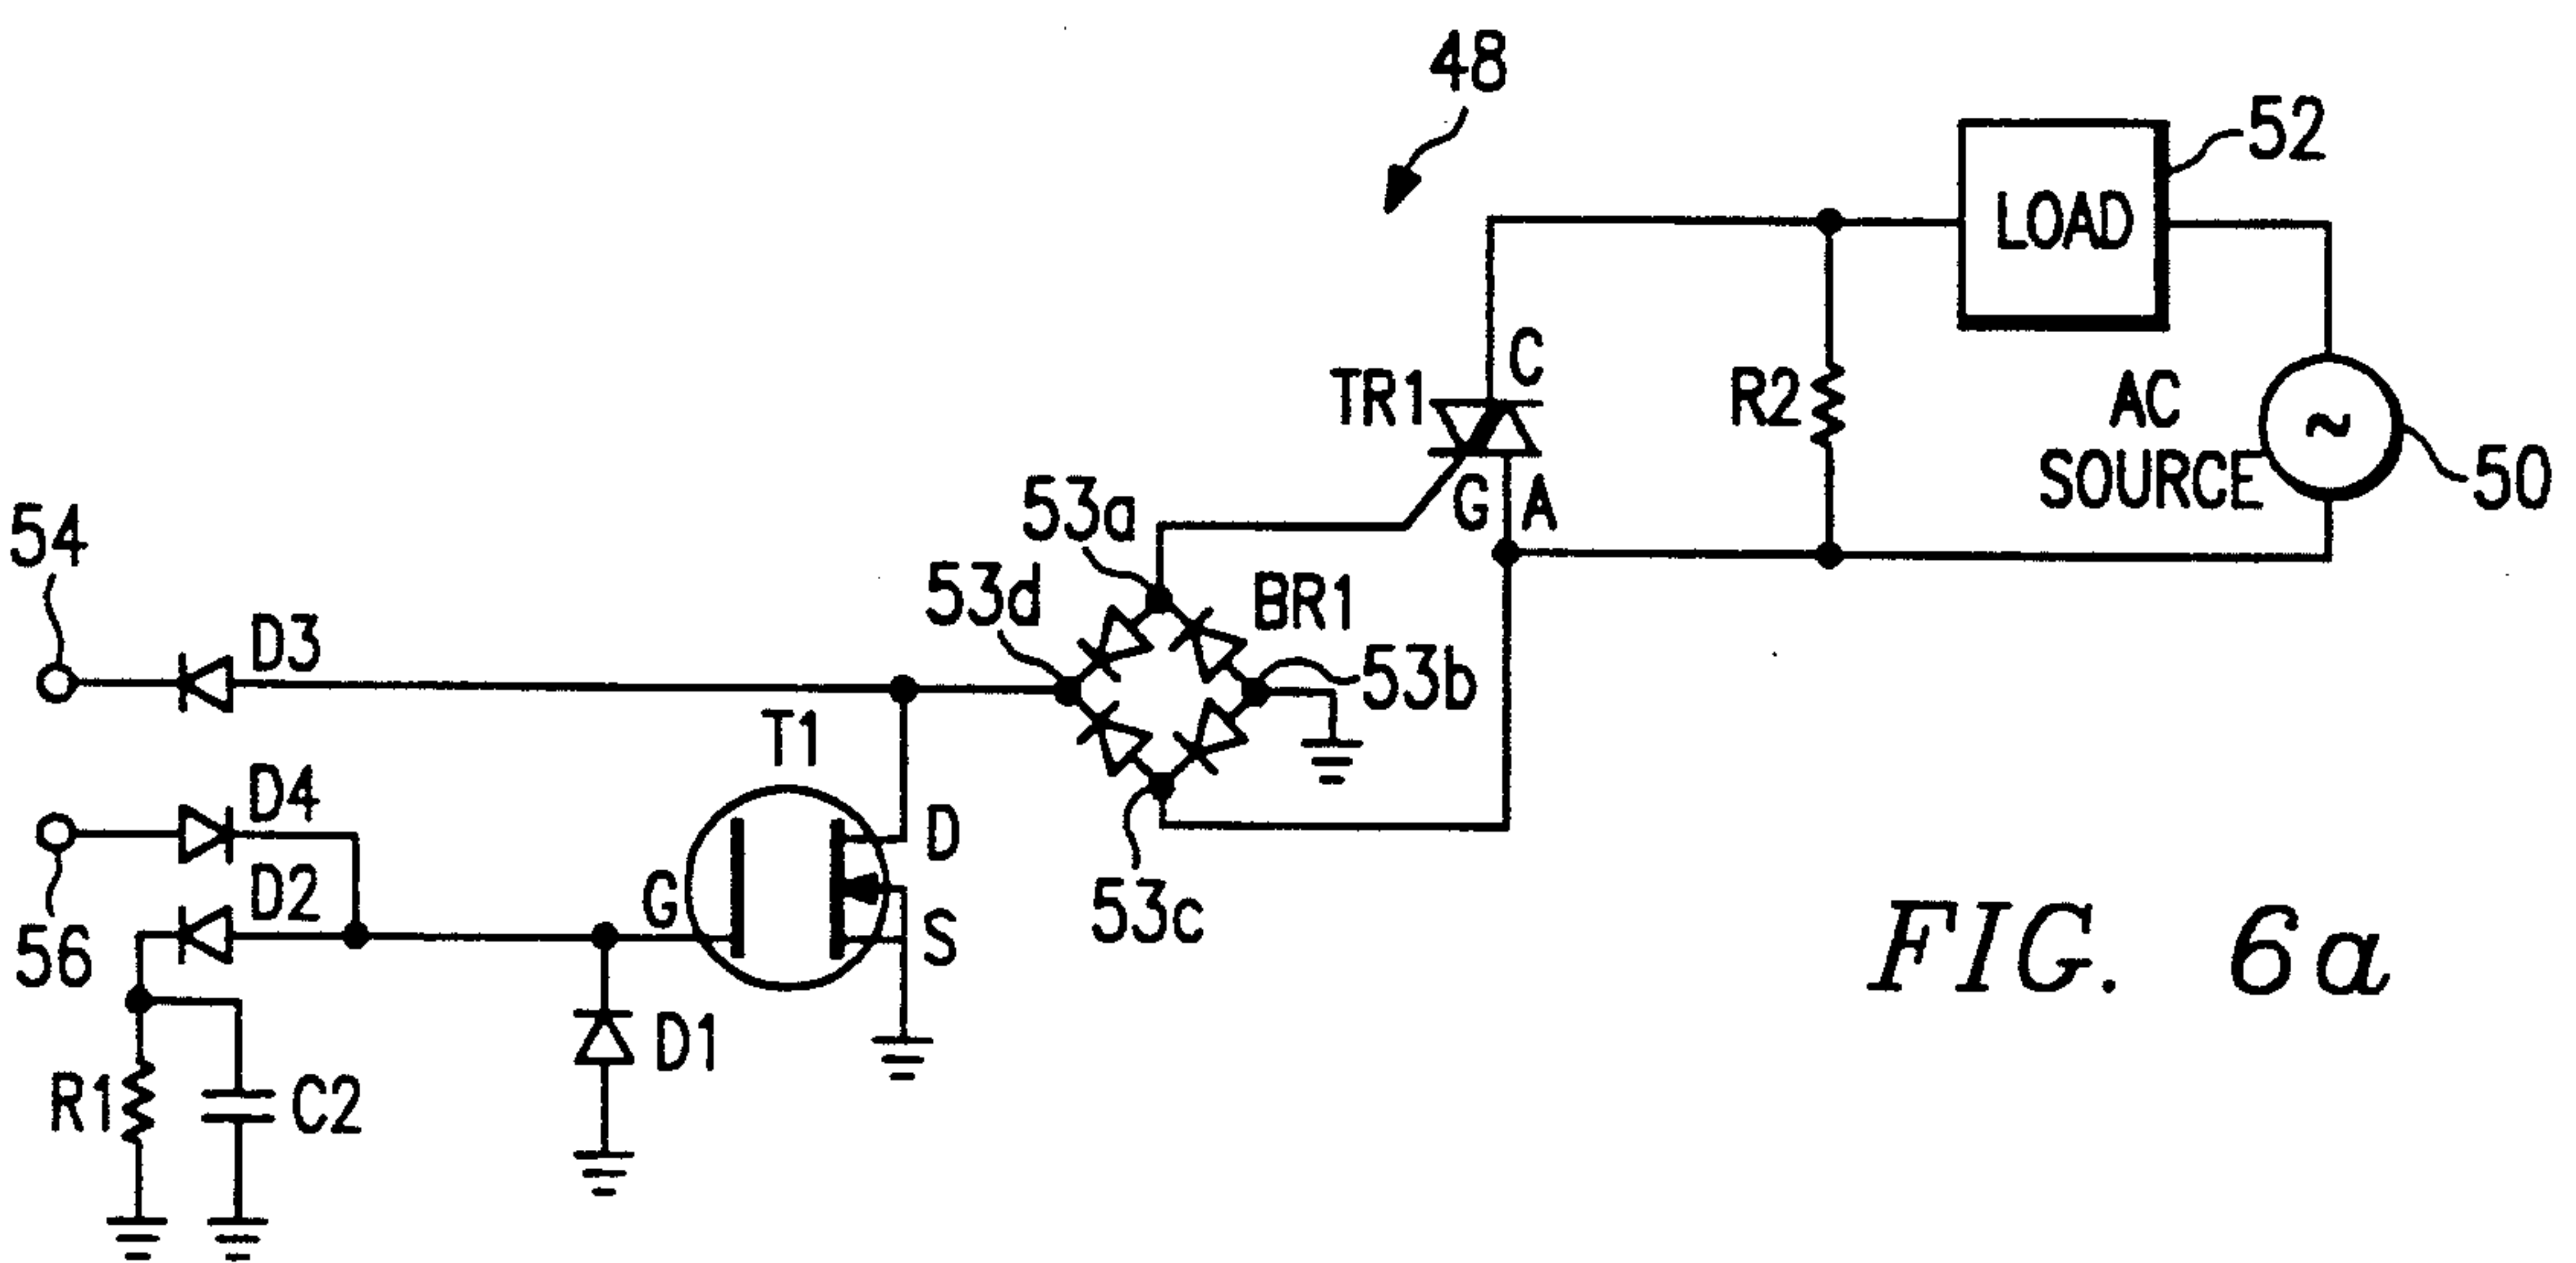 48
52
LOAD
C
TR1
R2
AC
SOURCE
50
G
A
53a
54
53d
BR1
D3
53b
T1
D4
D
D2
G
S
53c
56
FIG. 6a
D1
R1
C2
~